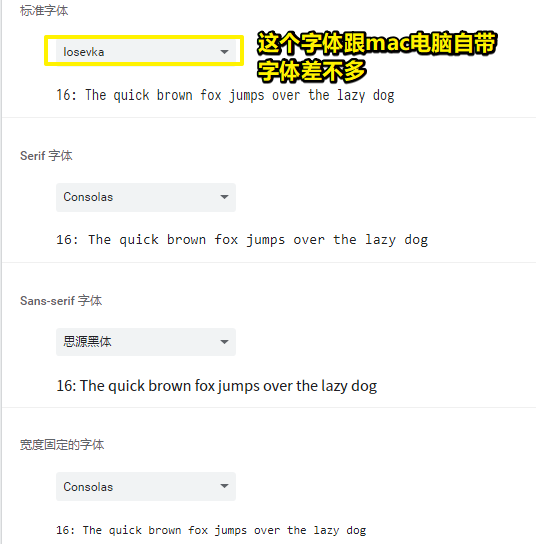 标准字体
Iosevka
这个字体跟mac电脑自带
字体差不多
16: The quick brown fox jumps over the lazy dog
Serif 字体
Consolas
16: The quick brown fox jumps over the lazy dog
Sans-serif 字体
思源黑体
16: The quick brown fox jumps over the lazy dog
宽度固定的字体
Consolas
16: The quick brown fox jumps over the lazy dog